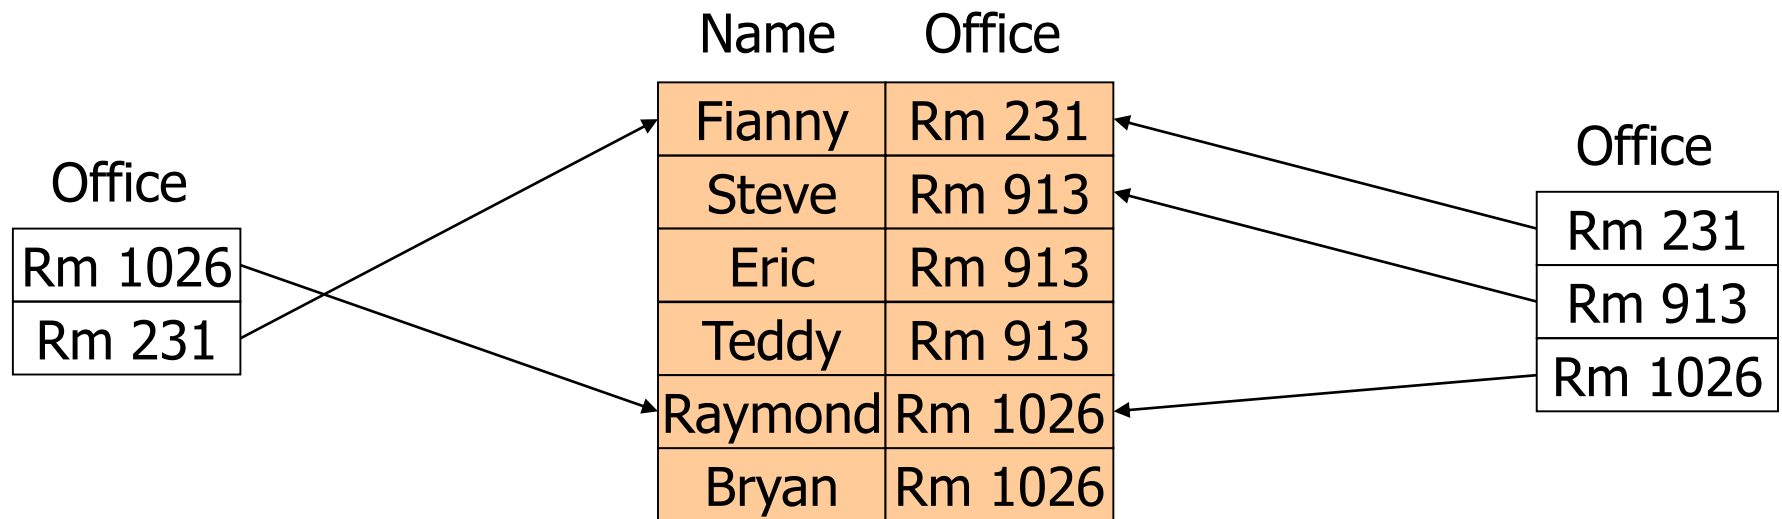 Office
Rm 1026
Rm 231
Name Office
Fianny Rm 231
Steve Rm 913
Eric Rm 913
Teddy Rm 913
Raymond Rm 1026
Bryan Rm 1026
Office
Rm 231
Rm 913
Rm 1026